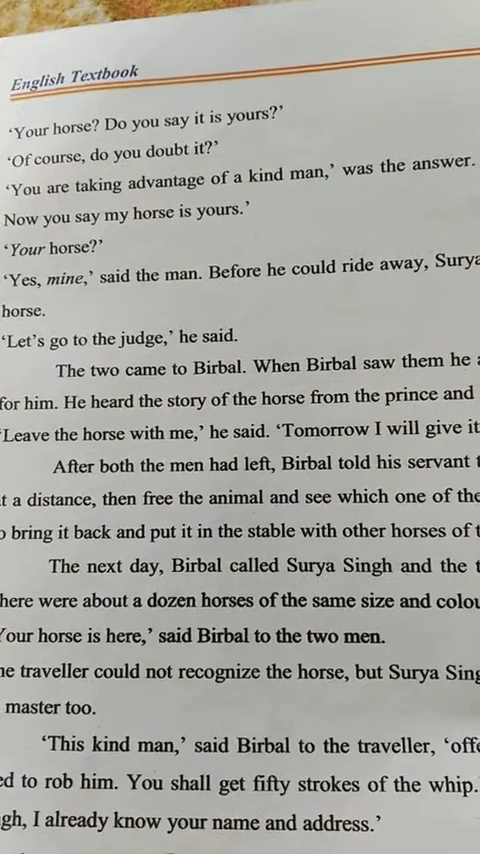 English Textbook
‘Your horse? Do you say it is yours?’
‘Of course, do you doubt it?’
‘You are taking advantage of a kind man,’ was the answer.
Now you say my horse is yours.’
‘Your horse?’
‘Yes, mine,’ said the man. Before he could ride away, Surya
horse.
‘Let’s go to the judge,’ he said.
The two came to Birbal. When Birbal saw them he
for him. He heard the story of the horse from the prince and
‘Leave the horse with me,’ he said. ‘Tomorrow I will give it
After both the men had left, Birbal told his servant
at a distance, then free the animal and see which one of the
bring it back and put it in the stable with other horses of
The next day, Birbal called Surya Singh and the
here were about a dozen horses of the same size and colou
Your horse is here,’ said Birbal to the two men.
he traveller could not recognize the horse, but Surya Sing
master too.
‘This kind man,’ said Birbal to the traveller, ‘offe
ed to rob him. You shall get fifty strokes of the whip.
gh, I already know your name and address.’